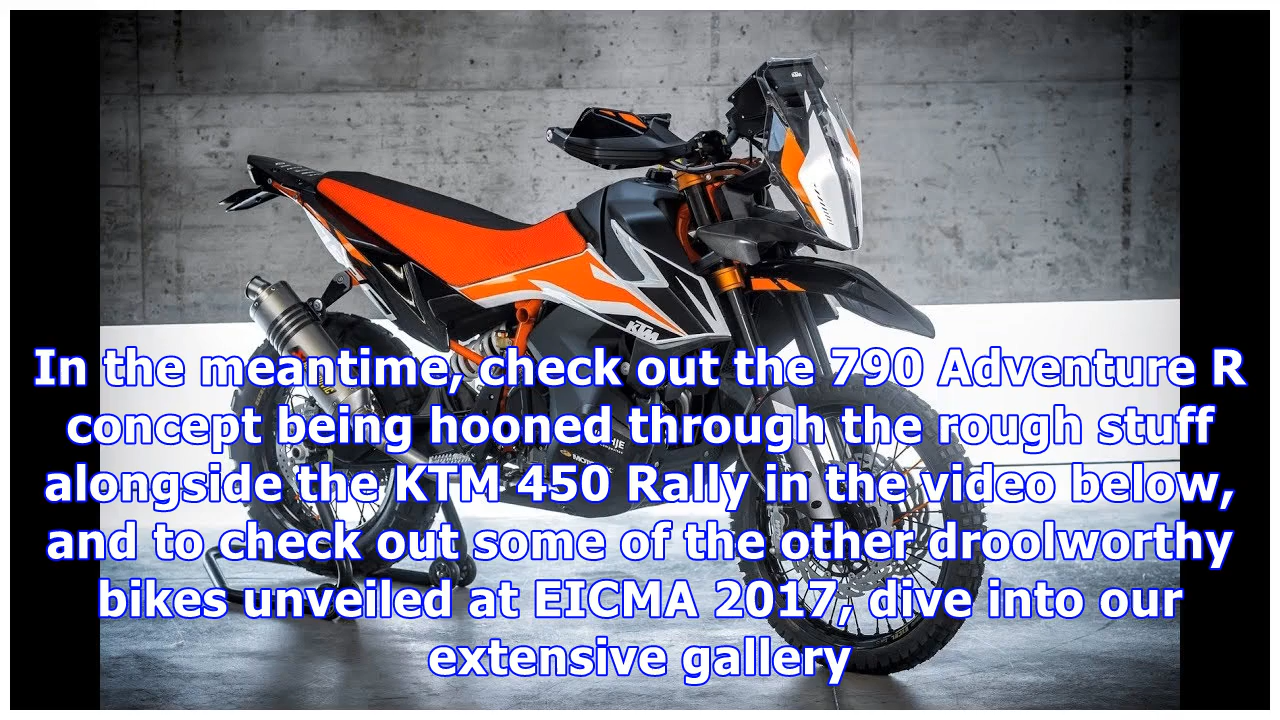 KTM
In the meantime, check out the 790 Adventure R
concept being hooned through the rough stuff
alongside the KTM 450 Rally in the video below,
and to check out some of the other droolworthy
bikes unveiled at EICMA 2017, dive into our
extensive gallery